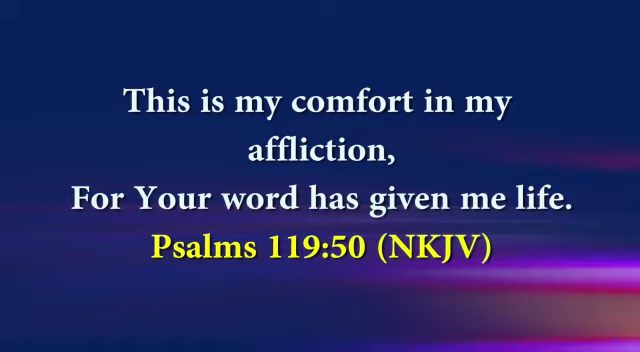 This is my comfort in my
affliction,
For Your word has given me life.
Psalms 119:50 (NKJV)